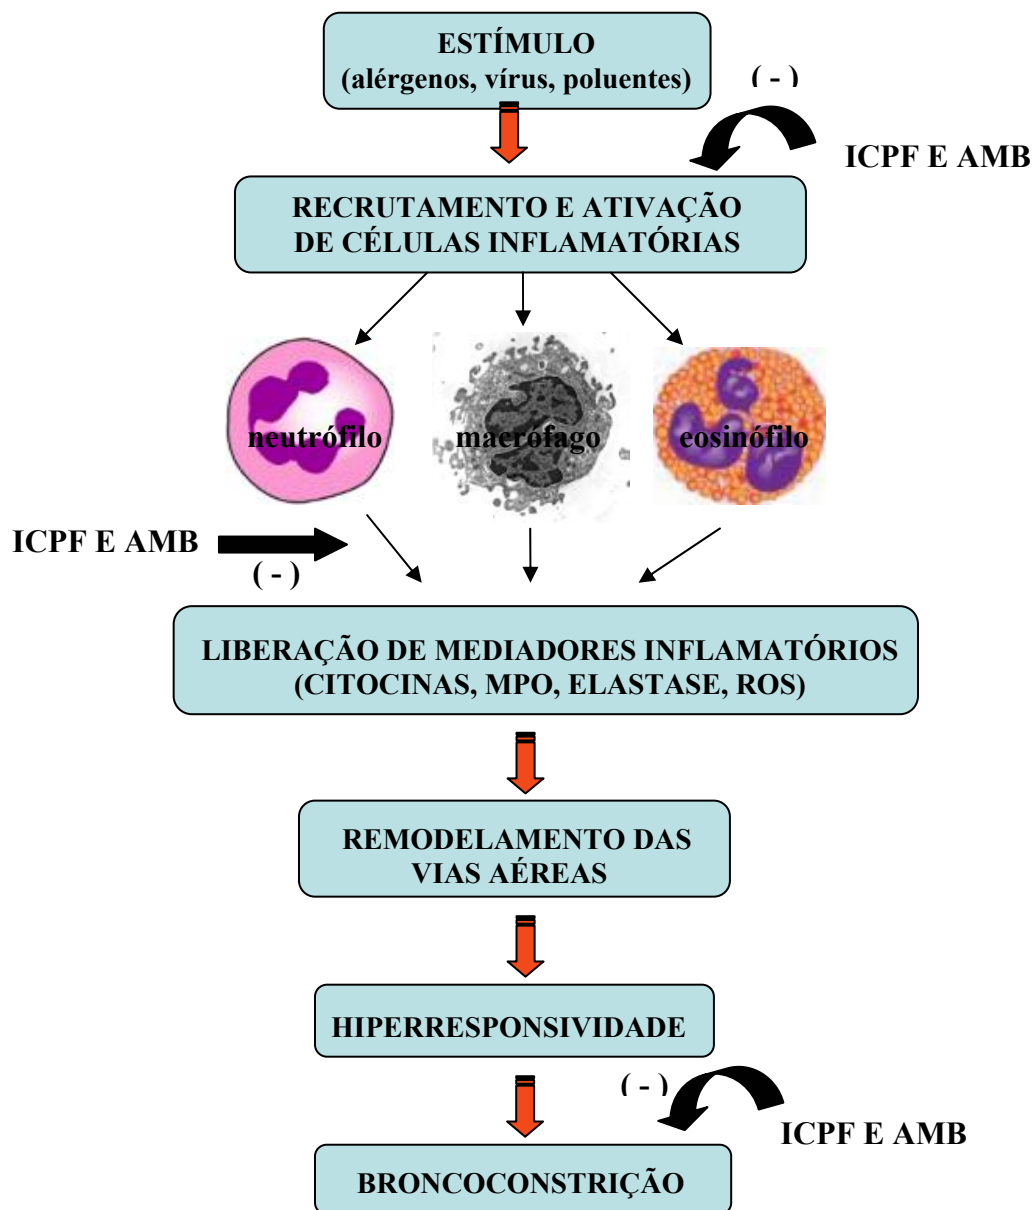 ESTÍMULO
(alérgenos, vírus, poluentes)
( - )
ICPF E AMB
RECRUTAMENTO E ATIVAÇÃO
DE CÉLULAS INFLAMATÓRIAS
neutrófilo
macrófago
eosinófilo
ICPF E AMB
( - )
LIBERAÇÃO DE MEDIADORES INFLAMATÓRIOS
(CITOCINAS, MPO, ELASTASE, ROS)
REMODELAMENTO DAS
VIAS AÉREAS
HIPERRESPONSIVIDADE
( - )
ICPF E AMB
BRONCOCONSTRIÇÃO